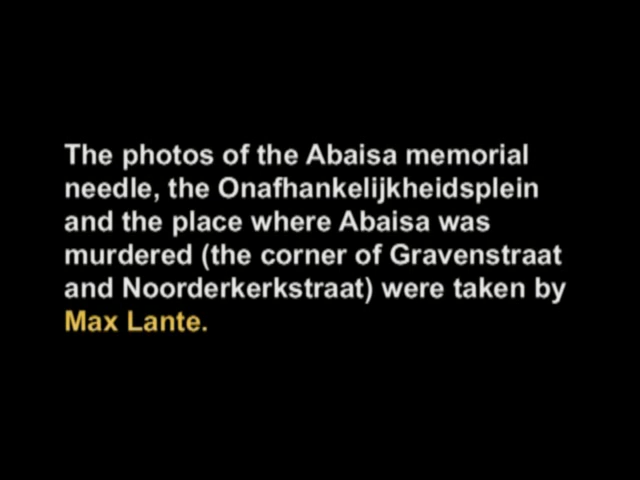 The photos of the Abaisa memorial
needle, the Onafhankelijkheidsplein
and the place where Abaisa was
murdered (the corner of Gravenstraat
and Noorderkerkstraat) were taken by
Max Lante.